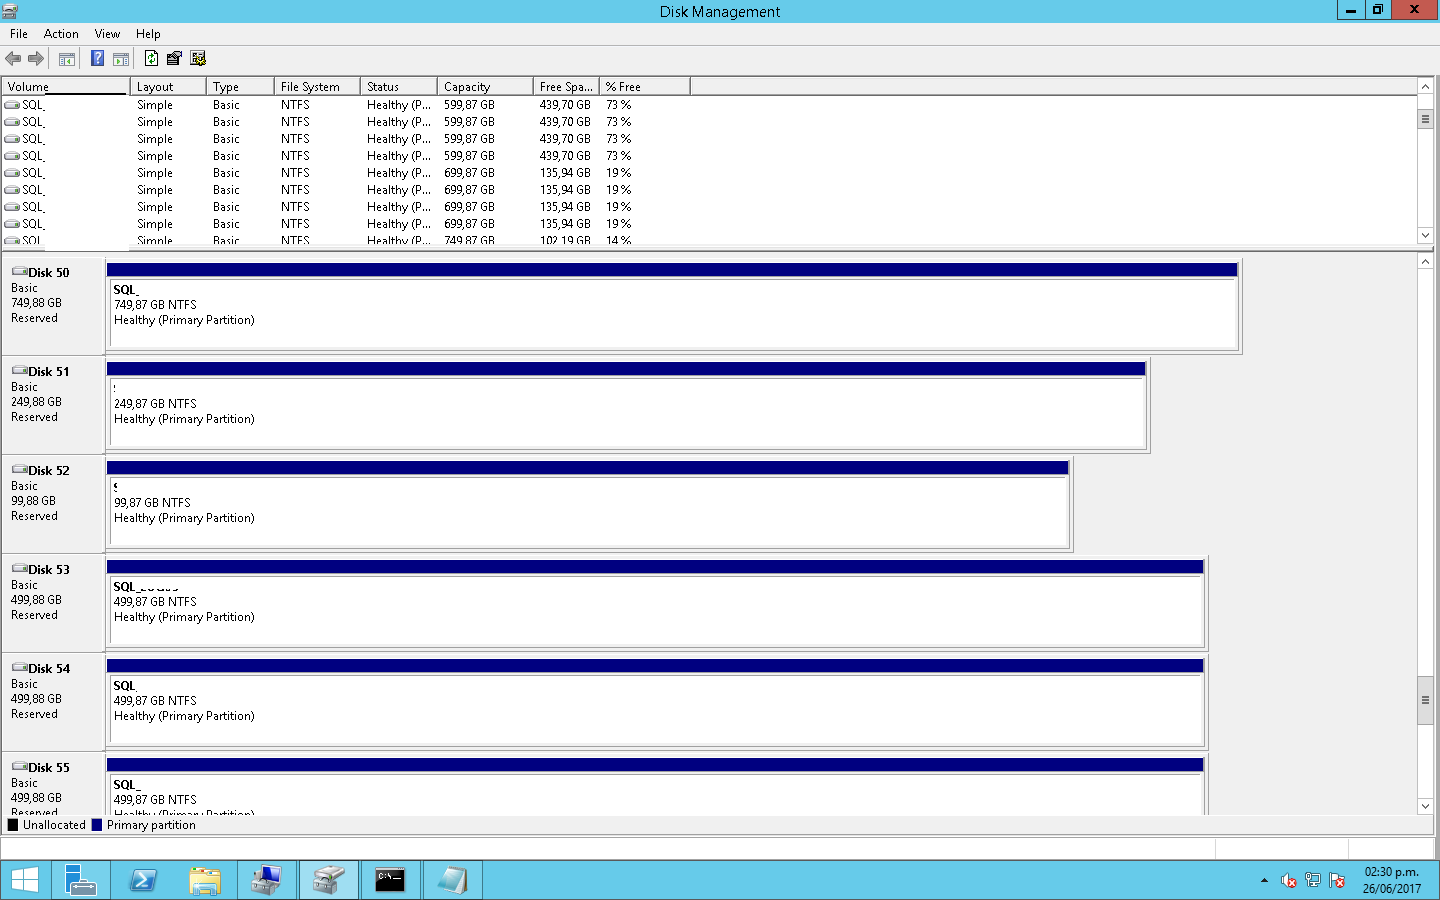 Disk Management
File Action View Help
Volume Layout Type File System Status Capacity Free Spa... % Free
SQL_ Simple Basic NTFS Healthy (P... 599,87 GB 439,70 GB 73 %
SQL_ Simple Basic NTFS Healthy (P... 599,87 GB 439,70 GB 73 %
SQL_ Simple Basic NTFS Healthy (P... 599,87 GB 439,70 GB 73 %
SQL_ Simple Basic NTFS Healthy (P... 599,87 GB 439,70 GB 73 %
SQL_ Simple Basic NTFS Healthy (P... 699,87 GB 135,94 GB 19 %
SQL_ Simple Basic NTFS Healthy (P... 699,87 GB 135,94 GB 19 %
SQL_ Simple Basic NTFS Healthy (P... 699,87 GB 135,94 GB 19 %
SQL_ Simple Basic NTFS Healthy (P... 699,87 GB 135,94 GB 19 %
SQL Simple Basic NTFS Healthy (P... 749,87 GB 102,19 GB 14 %
Disk 50
Basic
749,88 GB
Reserved
SQL_
749,87 GB NTFS
Healthy (Primary Partition)
Disk 51
Basic
249,88 GB
Reserved
249,87 GB NTFS
Healthy (Primary Partition)
Disk 52
Basic
99,88 GB
Reserved
99,87 GB NTFS
Healthy (Primary Partition)
Disk 53
Basic
499,88 GB
Reserved
SQL_
499,87 GB NTFS
Healthy (Primary Partition)
Disk 54
Basic
499,88 GB
Reserved
SQL_
499,87 GB NTFS
Healthy (Primary Partition)
Disk 55
Basic
499,88 GB
Reserved
SQL_
499,87 GB NTFS
Healthy (Primary Partition)
Unallocated Primary partition
C:\
02:30 p.m.
26/06/2017